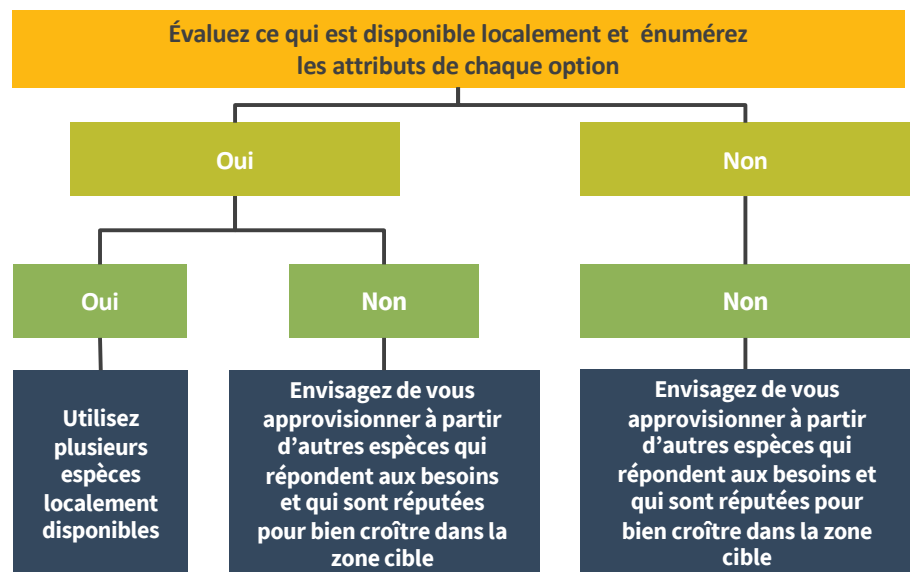 Évaluez ce qui est disponible localement et énumérez
les attributs de chaque option
Oui
Non
Oui
Non
Non
Utilisez
plusieurs
espèces
localement
disponibles
Envisagez de vous
approvisionner à partir
d'autres espèces qui
répondent aux besoins
et qui sont réputées
pour bien croître dans la
zone cible
Envisagez de vous
approvisionner à partir
d'autres espèces qui
répondent aux besoins et
qui sont réputées pour
bien croître dans la zone
cible